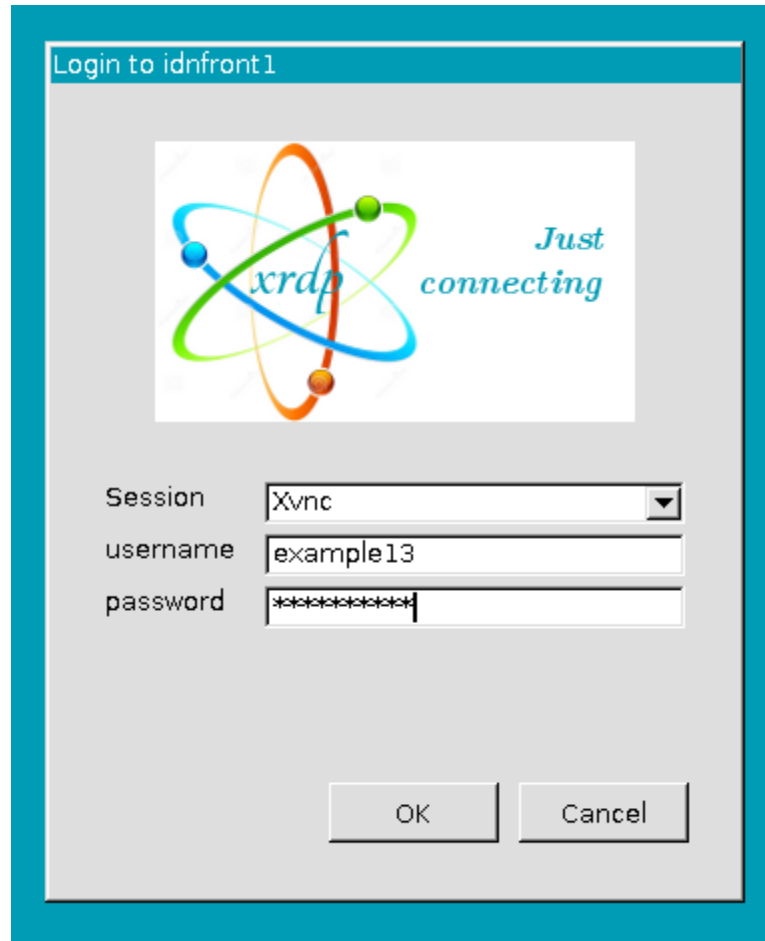 Login to idnfront1
xrdp
Just
connecting
Session
Xvnc
username
example13
password
***********
OK
Cancel